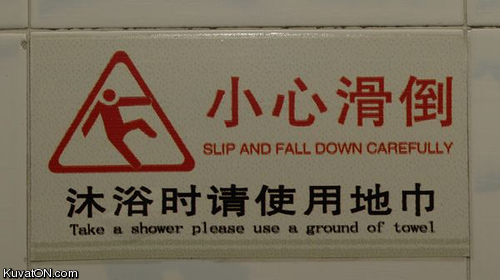 小心滑倒
SLIP AND FALL DOWN CAREFULLY
沐浴时请使用地巾
Take a shower please use a ground of towel
KuvatON.com